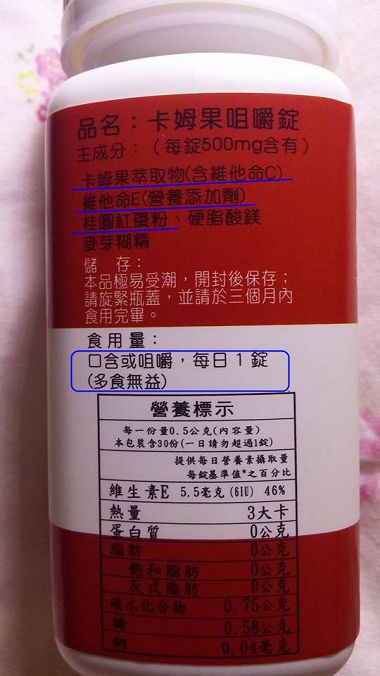 品名：卡姆果咀嚼錠
主成分：（每錠500mg含有）
卡姆果萃取物(含維他命C)
維他命E(營養添加劑)
桂圓紅棗粉、硬脂酸鎂
麥芽糊精
儲 存：
本品極易受潮，開封後保存；
請旋緊瓶蓋，並請於三個月內
食用完畢。
食用量：
口含或咀嚼，每日1錠
(多食無益)
營養標示
每一份量0.5公克(內容量)
本包裝含30份(一日請勿超過1錠)
提供每日營養素攝取量
每錠基準值*之百分比
維生素E 5.5毫克(6IU) 46%
熱量 3大卡
蛋白質 0公克
脂肪 0公克
飽和脂肪 0公克
反式脂肪 0公克
碳水化合物 0.75公克
糖 0.58公克
鈉 0.04毫克